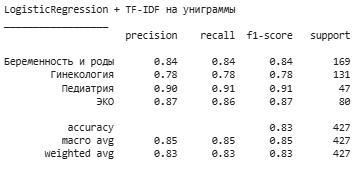 LogisticRegression + TF-IDF на униграммы
__________________
precision recall f1-score support
Беременность и роды 0.84 0.84 0.84 169
Гинекология 0.78 0.78 0.78 131
Педиатрия 0.90 0.91 0.91 47
ЭКО 0.87 0.86 0.87 80
accuracy 0.83 427
macro avg 0.85 0.85 0.85 427
weighted avg 0.83 0.83 0.83 427